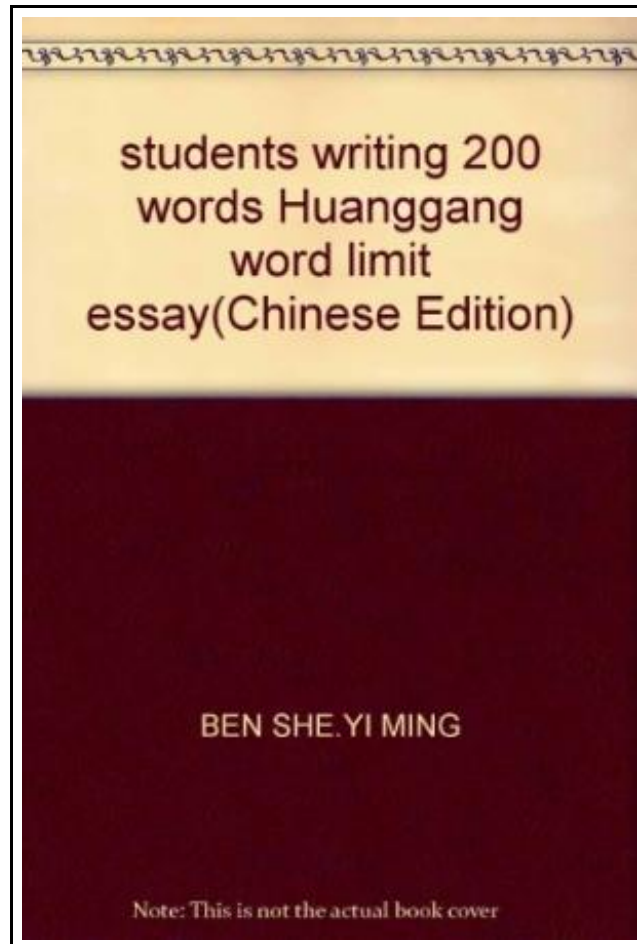 students writing 200
words Huanggang
word limit
essay(Chinese Edition)
BEN SHE.YI MING
Note: This is not the actual book cover